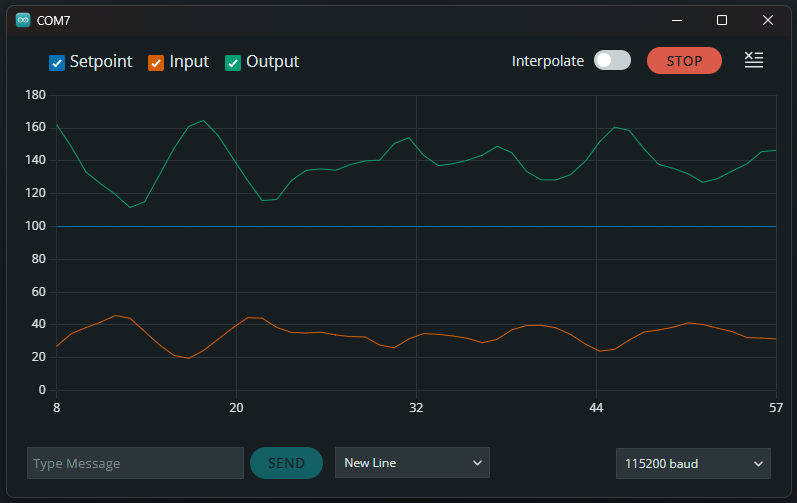 COM7
Setpoint Input Output Interpolate STOP
180
160
140
120
100
80
60
40
20
0
8 20 32 44 57
Type Message SEND New Line 115200 baud